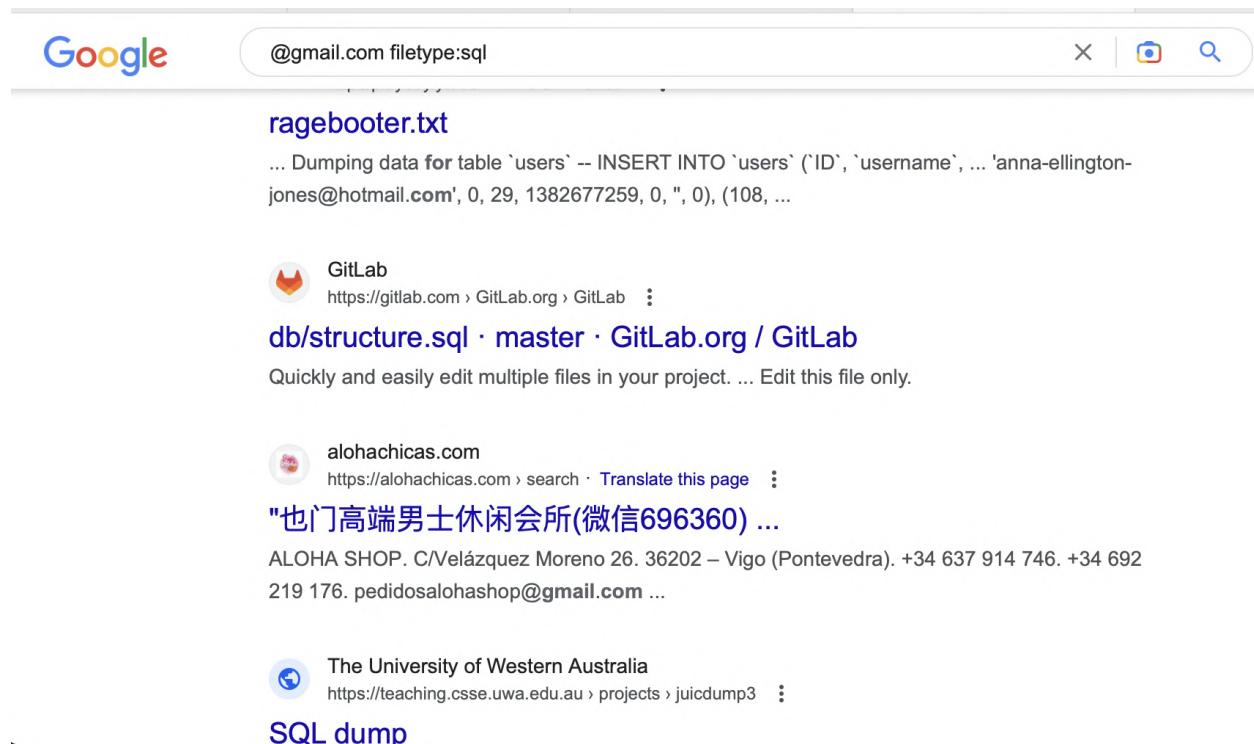 Google
@gmail.com filetype:sql
ragebooter.txt
... Dumping data for table `users` -- INSERT INTO `users` (`ID`, `username`, ... 'anna-ellington-
jones@hotmail.com', 0, 29, 1382677259, 0, '', 0), (108, ...
GitLab
https://gitlab.com › GitLab.org › GitLab
db/structure.sql · master · GitLab.org / GitLab
Quickly and easily edit multiple files in your project. ... Edit this file only.
alohachicas.com
https://alohachicas.com › search · Translate this page
"也门高端男士休闲会所(微信696360) ...
ALOHA SHOP. C/Velázquez Moreno 26. 36202 – Vigo (Pontevedra). +34 637 914 746. +34 692
219 176. pedidosalohashop@gmail.com ...
The University of Western Australia
https://teaching.csse.uwa.edu.au › projects › juicdump3
SQL dump